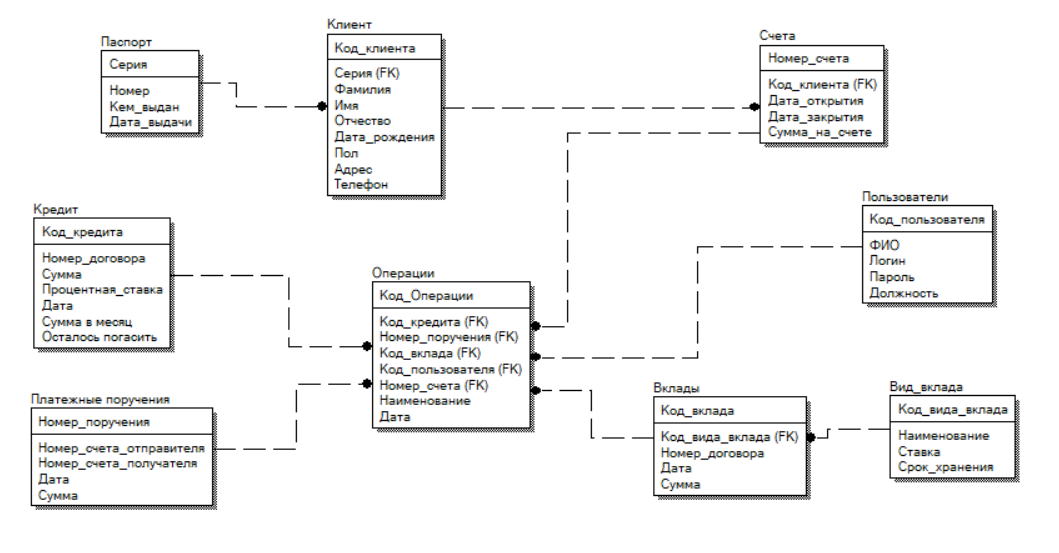 Паспорт
Серия
Номер
Кем_выдан
Дата_выдачи
Клиент
Код_клиента
Серия (FK)
Фамилия
Имя
Отчество
Дата_рождения
Пол
Адрес
Телефон
Счета
Номер_счета
Код_клиента (FK)
Дата_открытия
Дата_закрытия
Сумма_на_счете
Кредит
Код_кредита
Номер_договора
Сумма
Процентная_ставка
Дата
Сумма в месяц
Осталось погасить
Операции
Код_Операции
Код_кредита (FK)
Номер_поручения (FK)
Код_вклада (FK)
Код_пользователя (FK)
Номер_счета (FK)
Наименование
Дата
Пользователи
Код_пользователя
ФИО
Логин
Пароль
Должность
Платежные поручения
Номер_поручения
Номер_счета_отправителя
Номер_счета_получателя
Дата
Сумма
Вклады
Код_вклада
Код_вида_вклада (FK)
Номер_договора
Дата
Сумма
Вид_вклада
Код_вида_вклада
Наименование
Ставка
Срок_хранения